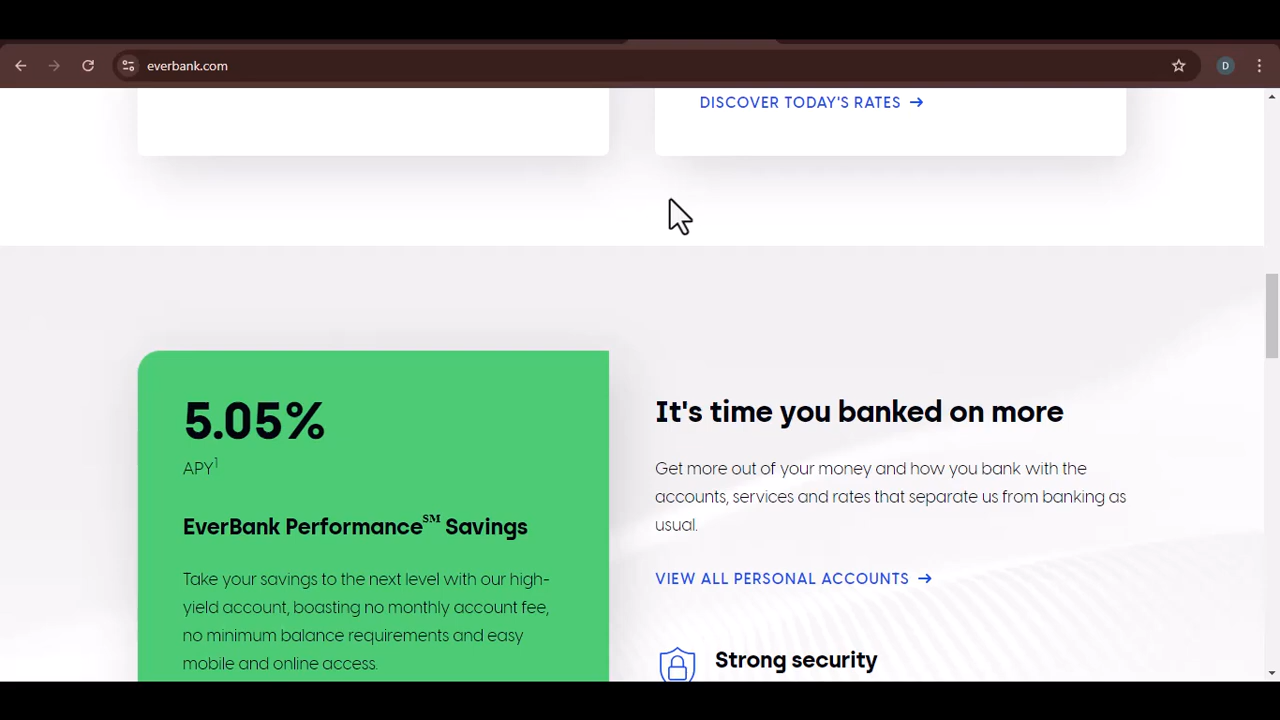 everbank.com
D
DISCOVER TODAY'S RATES →
5.05%
APY¹
EverBank Performance℠ Savings
Take your savings to the next level with our high-
yield account, boasting no monthly account fee,
no minimum balance requirements and easy
mobile and online access.
It's time you banked on more
Get more out of your money and how you bank with the
accounts, services and rates that separate us from banking as
usual.
VIEW ALL PERSONAL ACCOUNTS →
Strong security